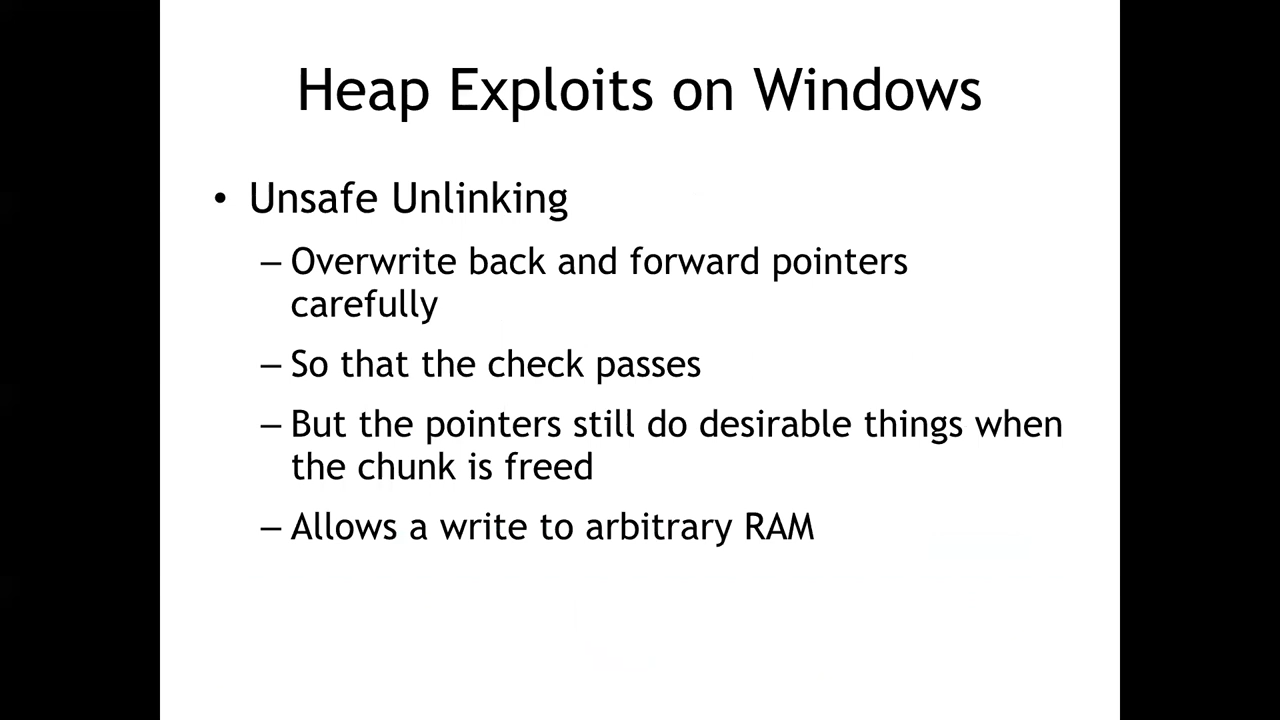 Heap Exploits on Windows
• Unsafe Unlinking
– Overwrite back and forward pointers
carefully
– So that the check passes
– But the pointers still do desirable things when
the chunk is freed
– Allows a write to arbitrary RAM